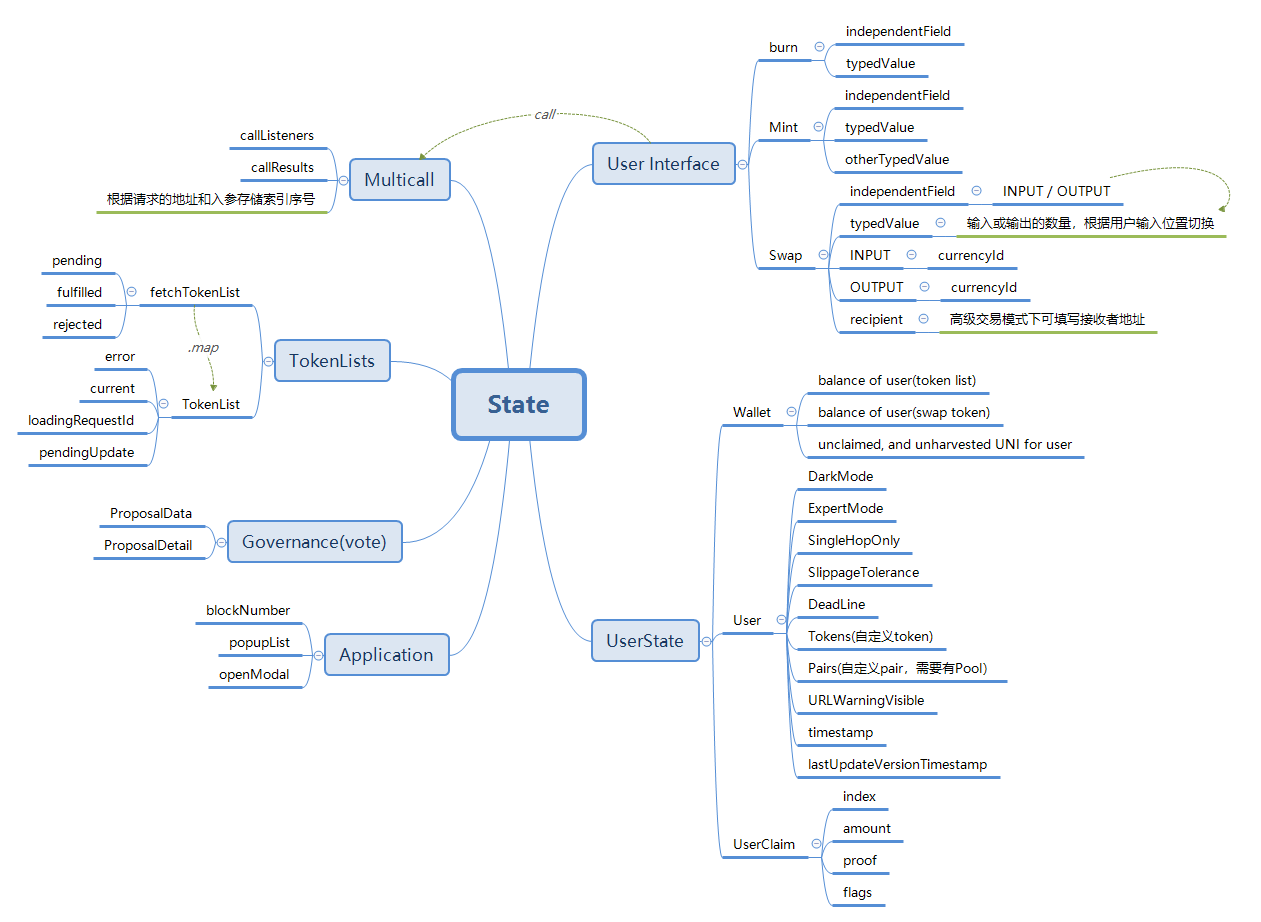 State
User Interface
burn
independentField
typedValue
Mint
independentField
typedValue
otherTypedValue
Swap
independentField
INPUT / OUTPUT
typedValue
输入或输出的数量，根据用户输入位置切换
INPUT
currencyId
OUTPUT
currencyId
recipient
高级交易模式下可填写接收者地址
call
Multicall
callListeners
callResults
根据请求的地址和入参存储索引序号
TokenLists
fetchTokenList
pending
fulfilled
rejected
.map
TokenList
error
current
loadingRequestId
pendingUpdate
Governance(vote)
ProposalData
ProposalDetail
Application
blockNumber
popupList
openModal
UserState
Wallet
balance of user(token list)
balance of user(swap token)
unclaimed, and unharvested UNI for user
User
DarkMode
ExpertMode
SingleHopOnly
SlippageTolerance
DeadLine
Tokens(自定义token)
Pairs(自定义pair，需要有Pool)
URLWarningVisible
timestamp
lastUpdateVersionTimestamp
UserClaim
index
amount
proof
flags